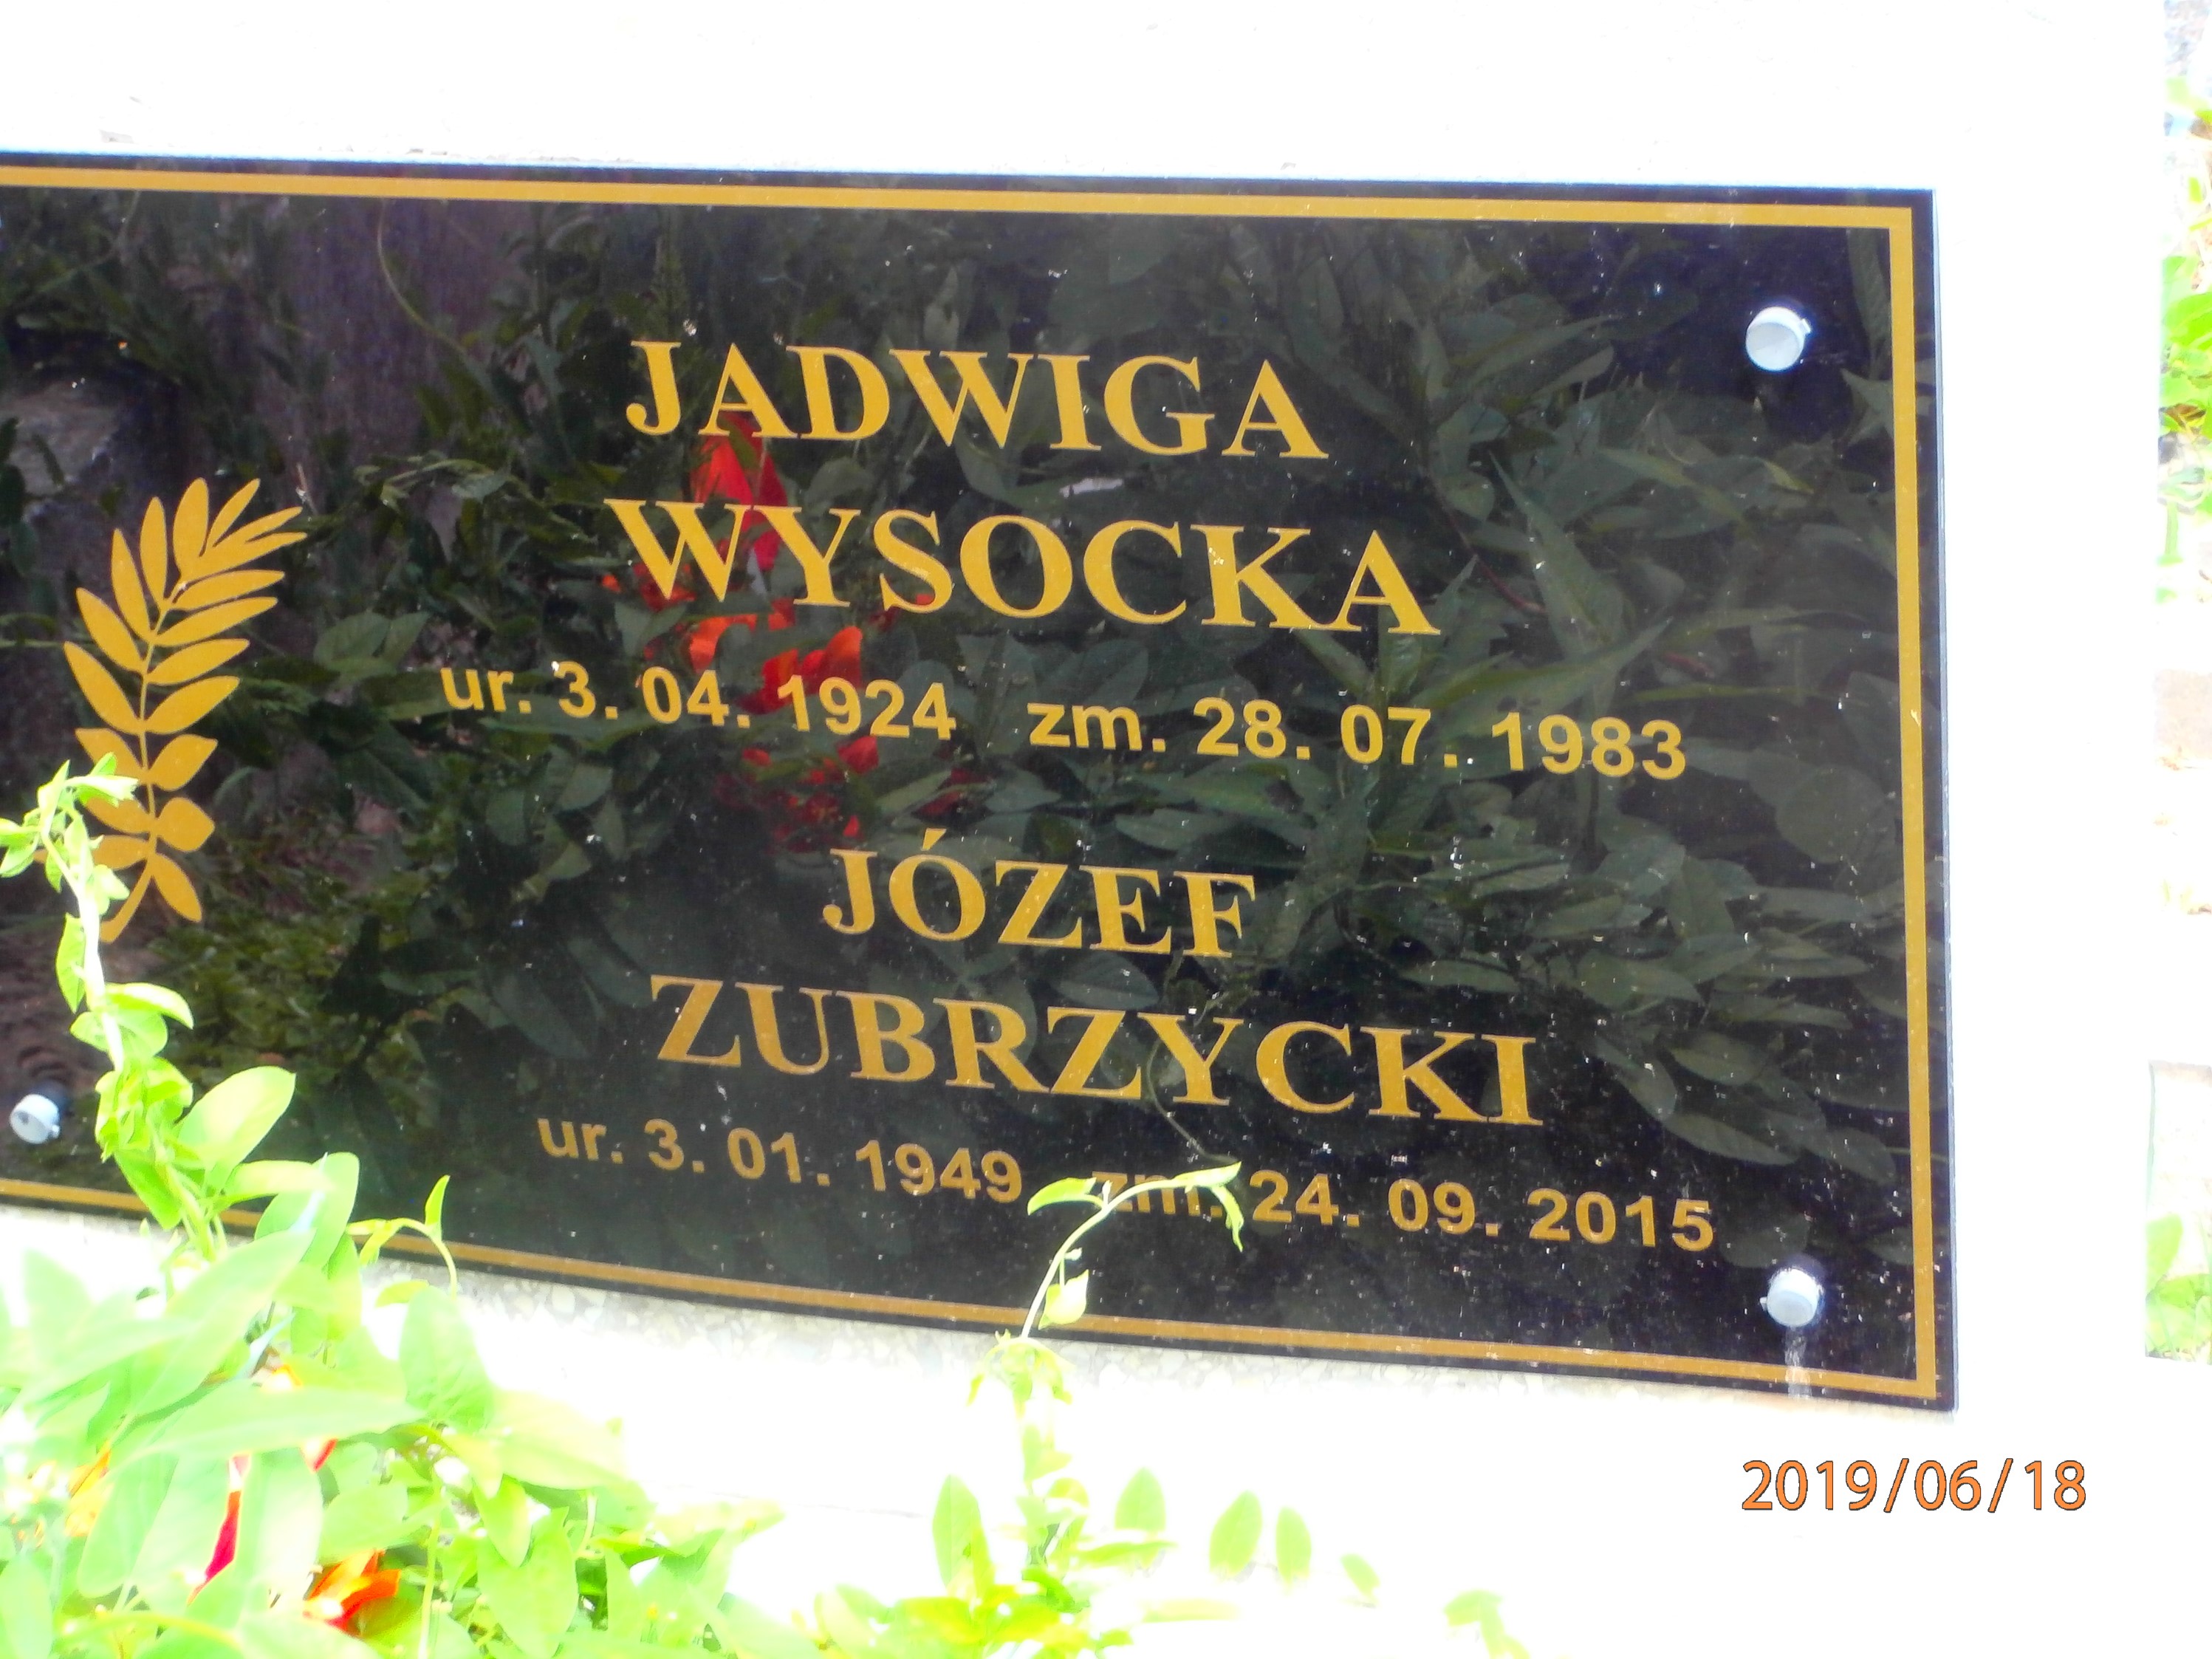 JADWIGA
WYSOCKA
ur. 3. 04. 1924 zm. 28. 07. 1983
JÓZEF
ZUBRZYCKI
ur. 3. 01. 1949 zm. 24. 09. 2015
2019/06/18